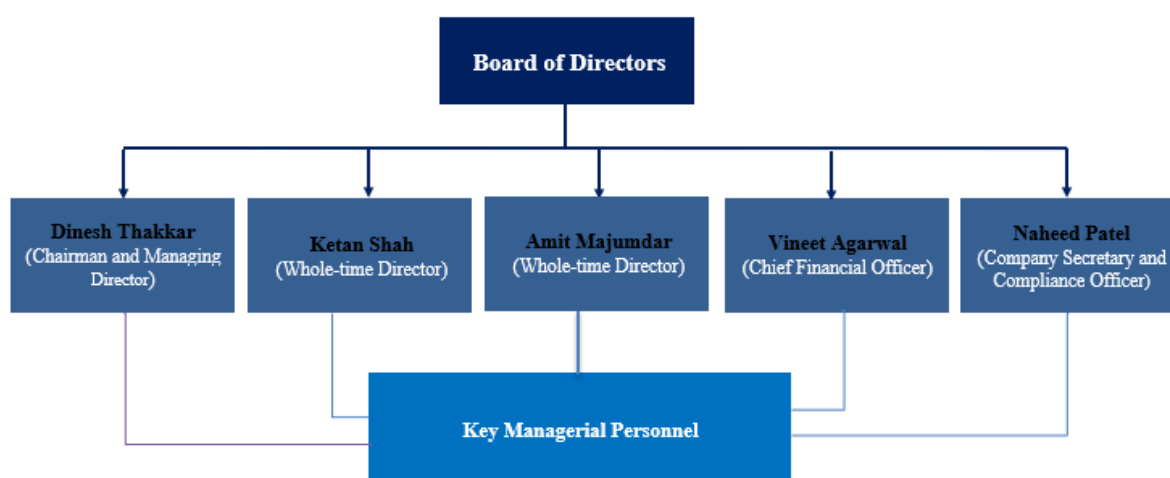 Board of Directors
Dinesh Thakkar
(Chairman and Managing
Director)
Ketan Shah
(Whole-time Director)
Amit Majumdar
(Whole-time Director)
Vineet Agarwal
(Chief Financial Officer)
Naheed Patel
(Company Secretary and
Compliance Officer)
Key Managerial Personnel